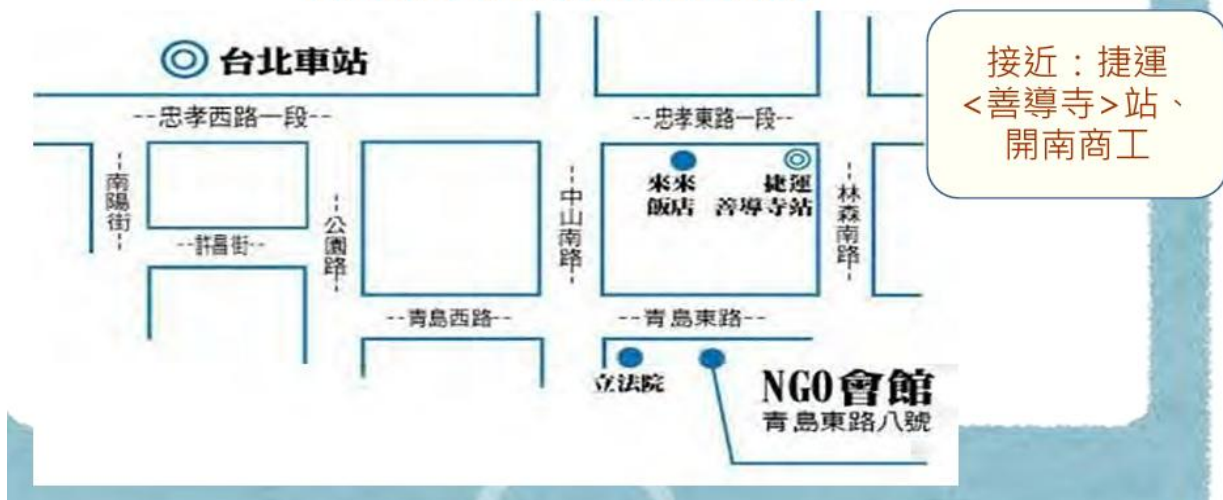 台北車站
接近：捷運
<善導寺>站、
開南商工
--忠孝西路一段--
--忠孝東路一段--
--南陽街--
--許昌街--
--公園路--
--中山南路--
來來
飯店
捷運
善導寺站
--林森南路--
--青島西路--
--青島東路--
立法院
NGO會館
青島東路八號